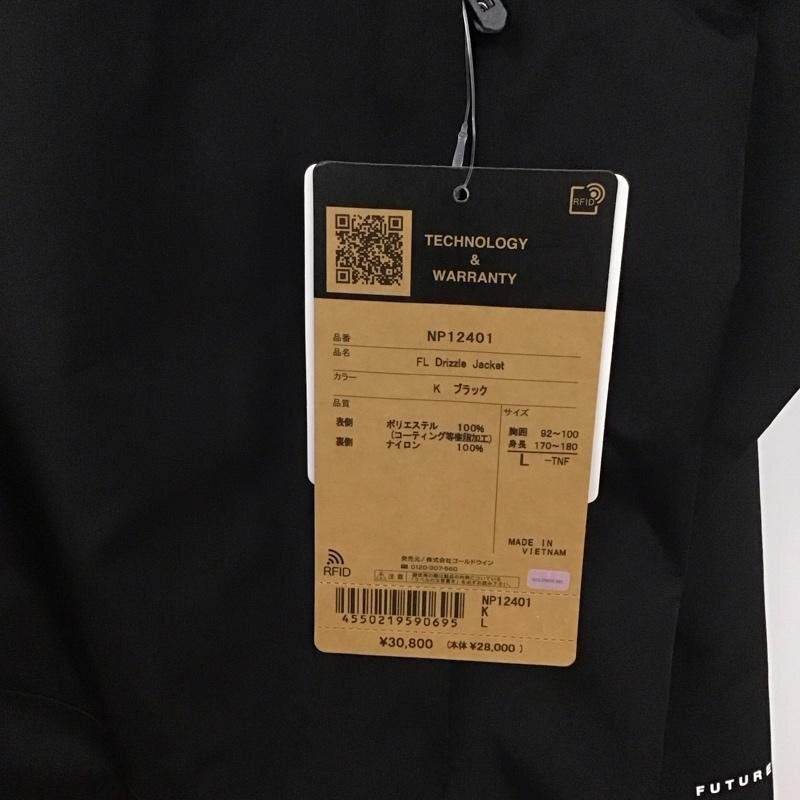 RFID
TECHNOLOGY
&
WARRANTY
品番 NP12401
品名 FL Drizzle Jacket
カラー K ブラック
品質
表側 ポリエステル 100%
(コーティング等樹脂加工)
裏側 ナイロン 100%
サイズ
胸囲 92〜100
身長 170〜180
L -TNF
MADE IN
VIETNAM
発売元/株式会社ゴールドウイン
0120-307-560
RFID
注意
NP12401
K
L
4550219590695
¥30,800 (本体 ¥28,000 )
FUTURE